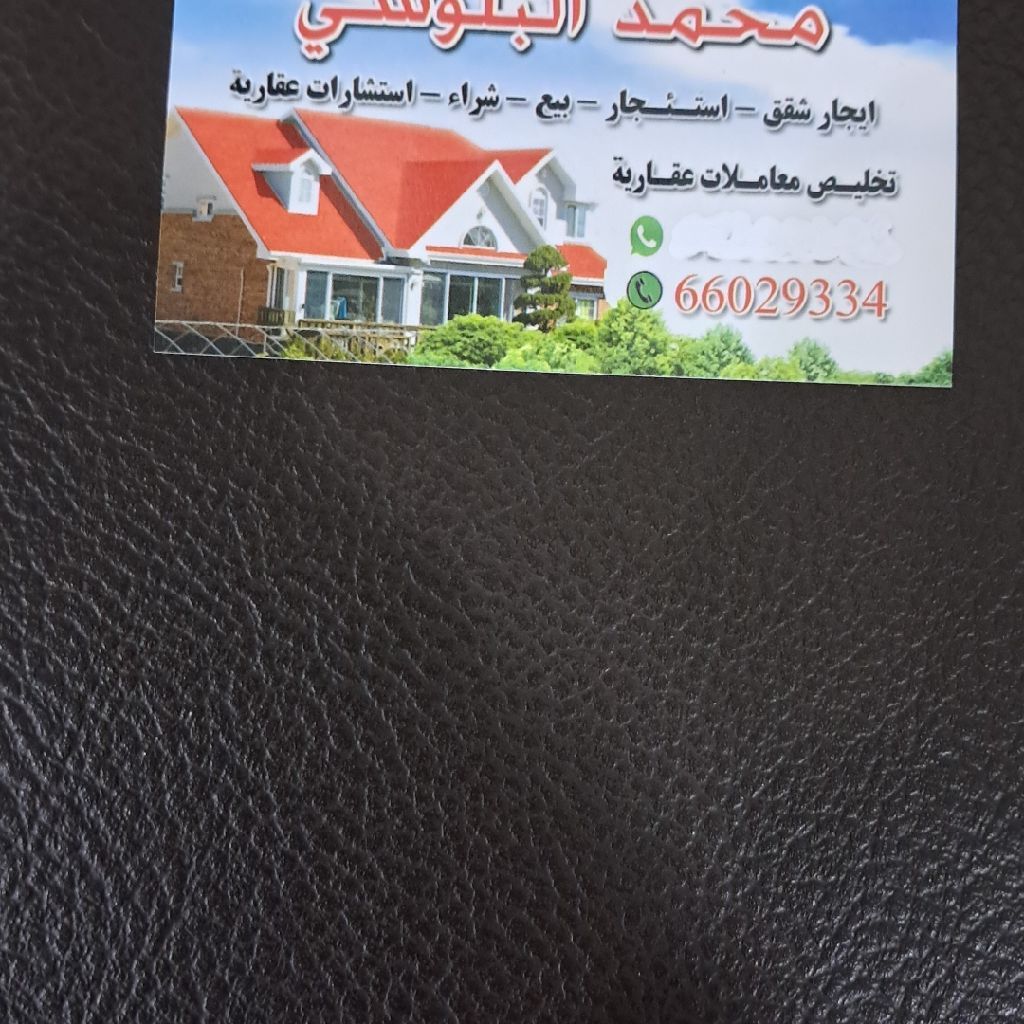 محمد البلوشي
ايجار شقق – استئجار – بيع – شراء – استشارات عقارية
تخليص معاملات عقارية
66029334